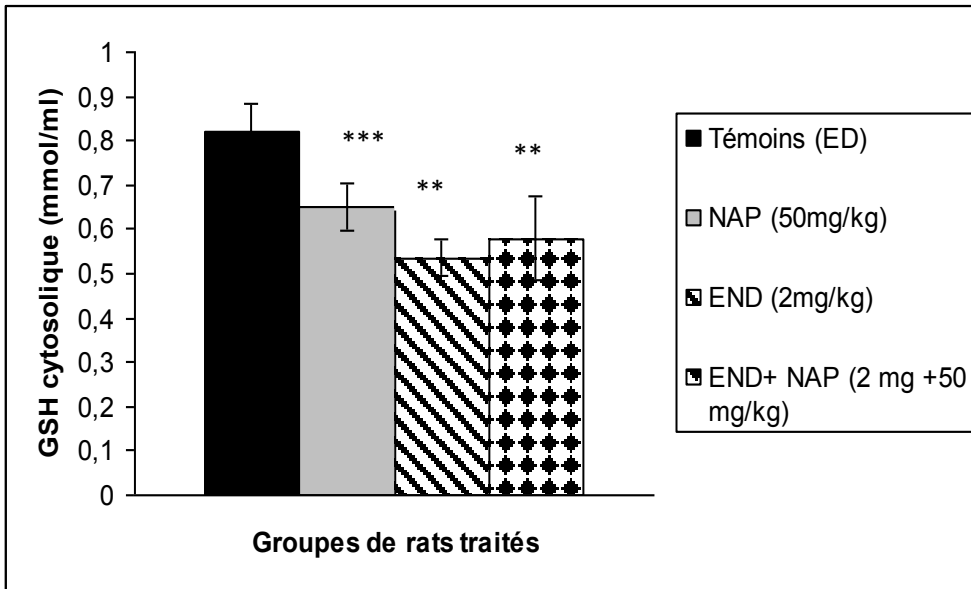 GSH cytosolique (mmol/ml)
1
0,9
0,8
0,7
0,6
0,5
0,4
0,3
0,2
0,1
0
***
**
**
Groupes de rats traités
Témoins (ED)
NAP (50mg/kg)
END (2mg/kg)
END+ NAP (2 mg +50
mg/kg)